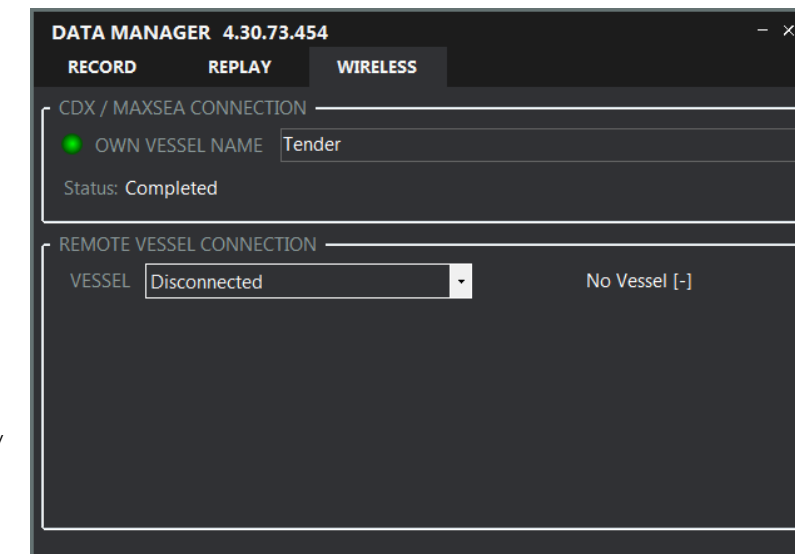 DATA MANAGER 4.30.73.454
RECORD REPLAY WIRELESS
CDX / MAXSEA CONNECTION
OWN VESSEL NAME Tender
Status: Completed
REMOTE VESSEL CONNECTION
VESSEL Disconnected No Vessel [-]